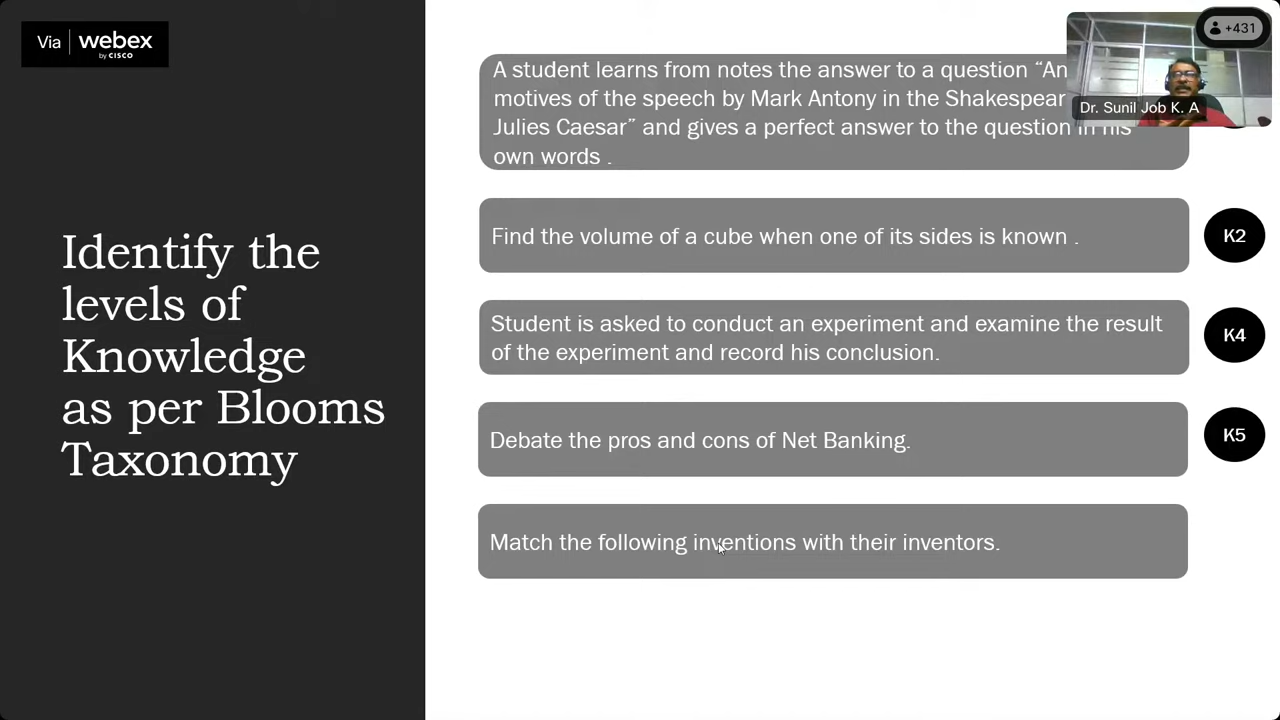 Via webex
by CISCO
+431
Dr. Sunil Job K. A
Identify the
levels of
Knowledge
as per Blooms
Taxonomy
A student learns from notes the answer to a question “An
motives of the speech by Mark Antony in the Shakespear
Julies Caesar” and gives a perfect answer to the question in his
own words .
Find the volume of a cube when one of its sides is known .
K2
Student is asked to conduct an experiment and examine the result
of the experiment and record his conclusion.
K4
Debate the pros and cons of Net Banking.
K5
Match the following inventions with their inventors.